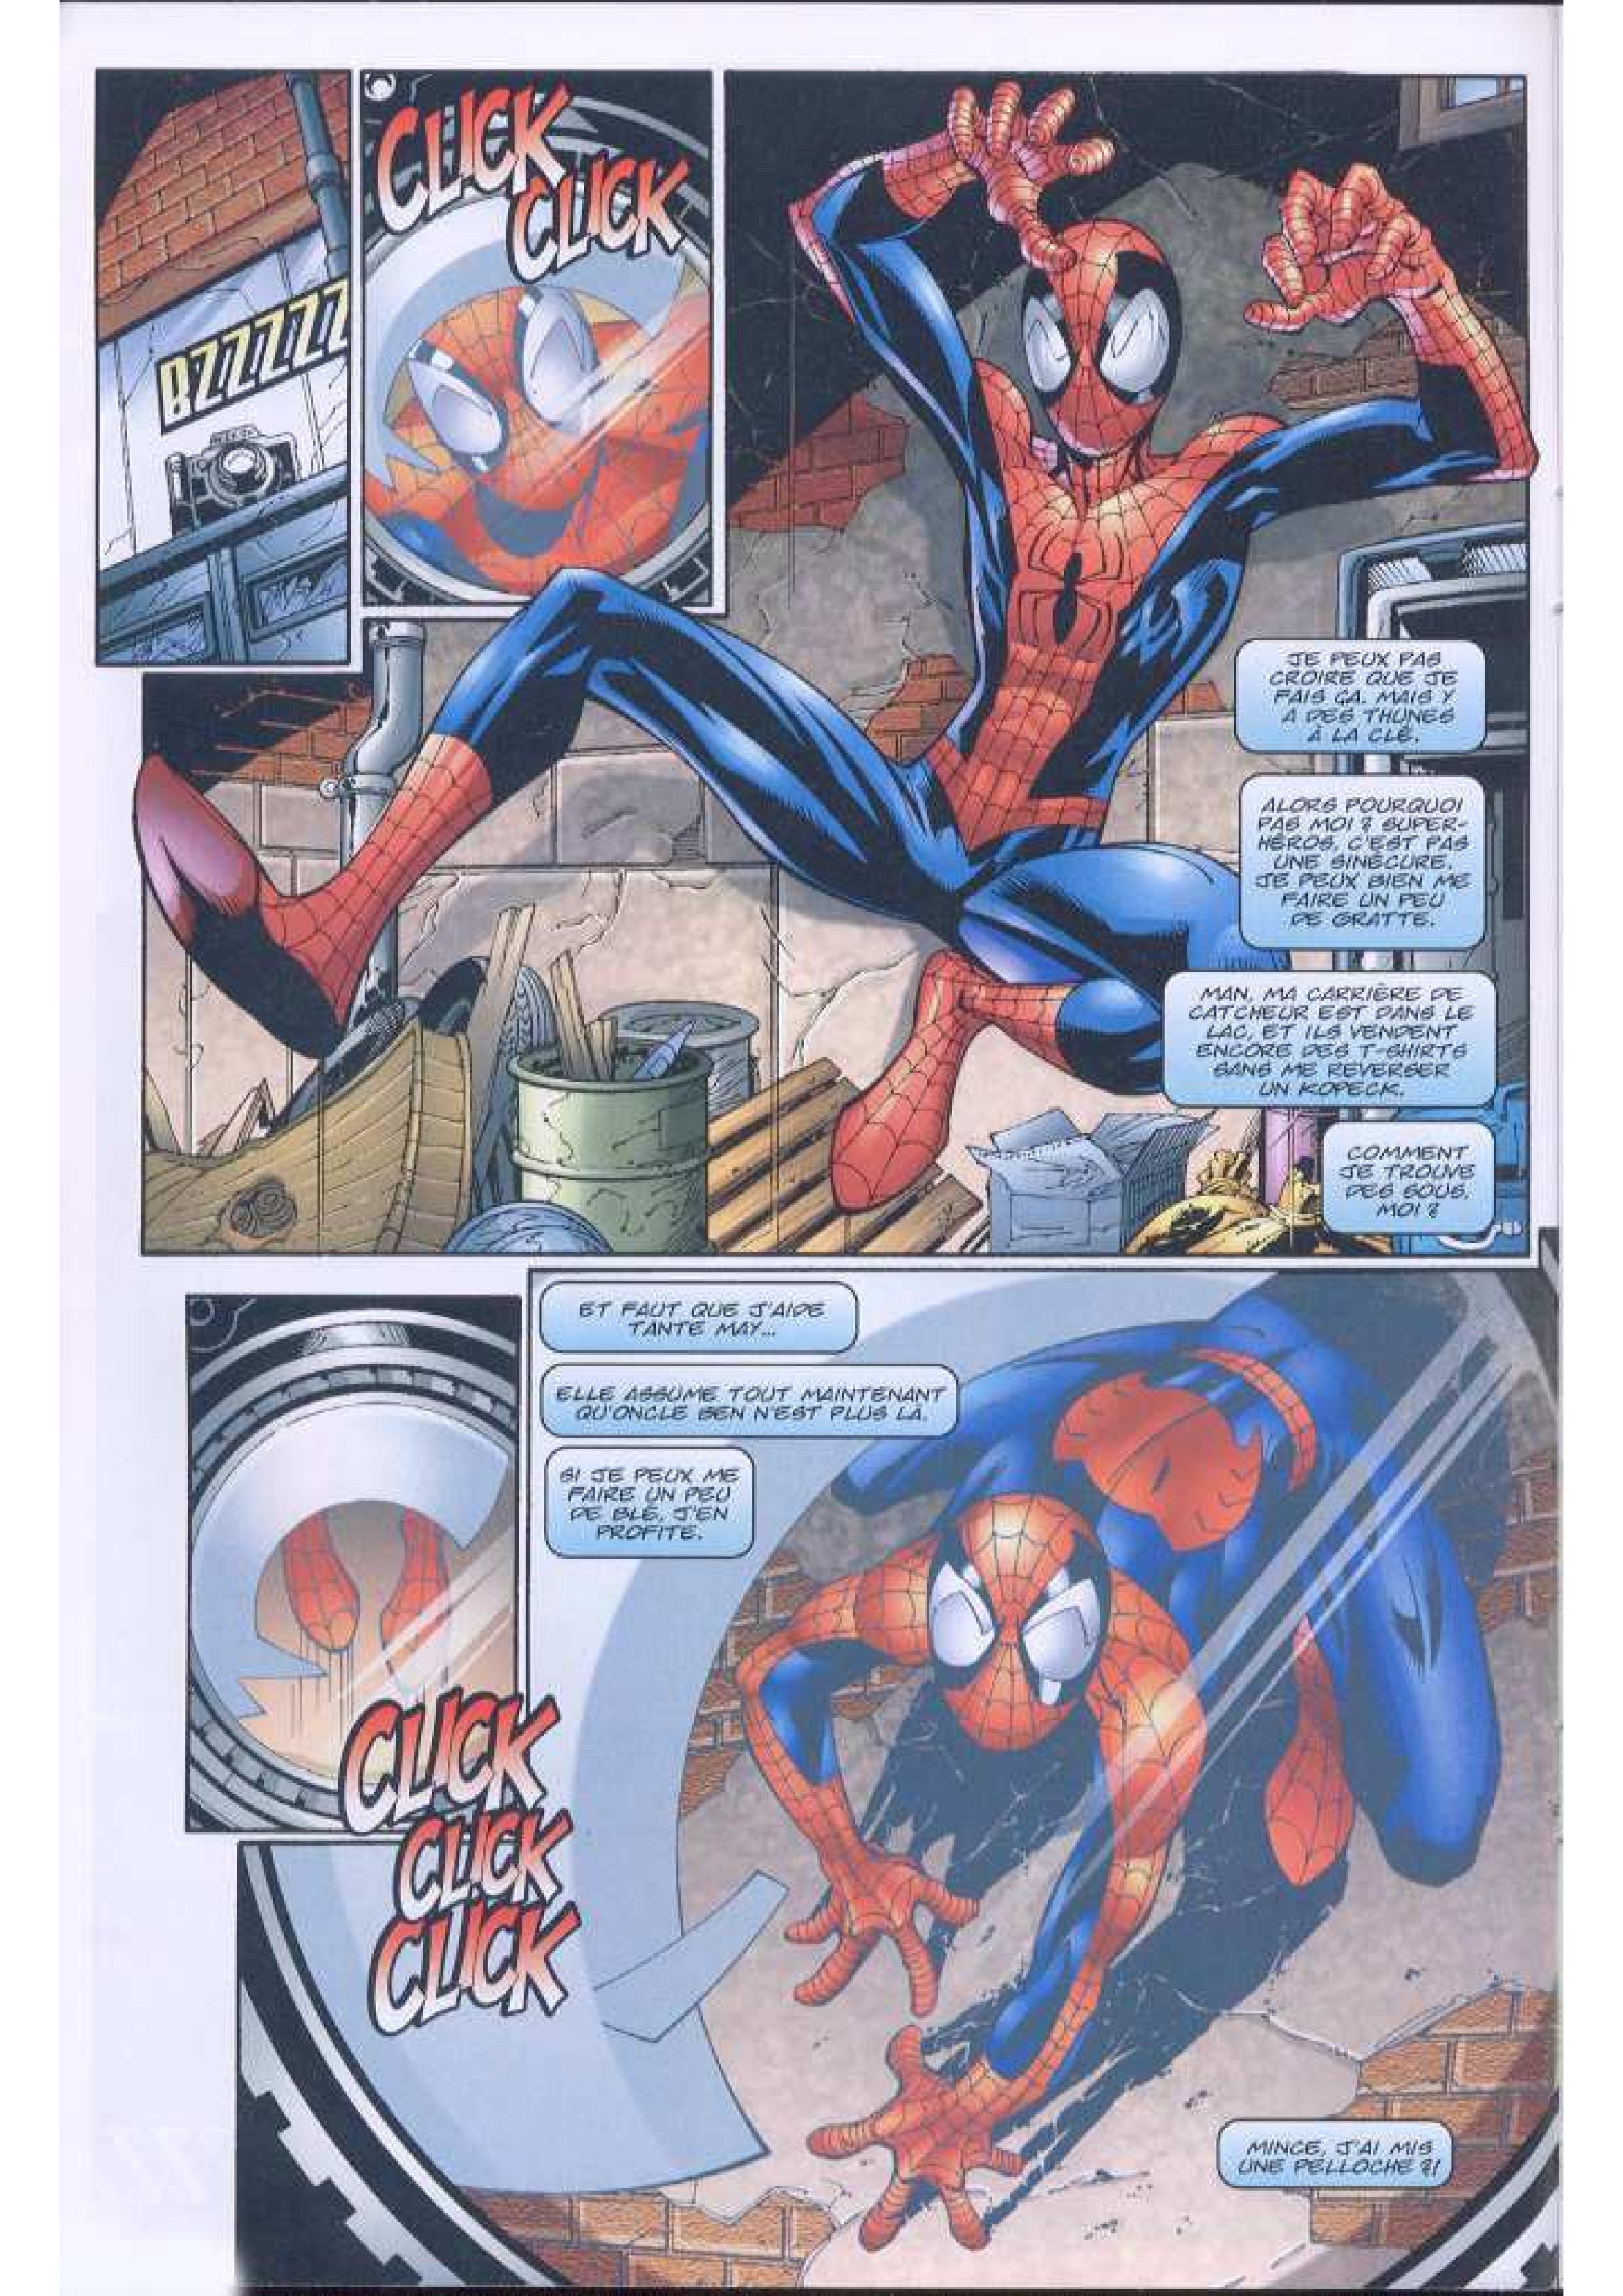 BZZZZZ
CLICK
CLICK
JE PEUX PAS
CROIRE QUE JE
FAIS ÇA. MAIS Y
A DES THUNES
À LA CLÉ.
ALORS POURQUOI
PAS MOI ? SUPER-
HÉROS, C'EST PAS
UNE SINÉCURE.
JE PEUX BIEN ME
FAIRE UN PEU
DE GRATTE.
MAN, MA CARRIÈRE DE
CATCHEUR EST DANS LE
LAC, ET ILS VENDENT
ENCORE DES T-SHIRTS
SANS ME REVERSER
UN KOPECK.
COMMENT
JE TROUVE
DES SOUS,
MOI ?
ET FAUT QUE J'AIDE
TANTE MAY...
ELLE ASSUME TOUT MAINTENANT
QU'ONCLE BEN N'EST PLUS LÀ.
SI JE PEUX ME
FAIRE UN PEU
DE BLÉ, J'EN
PROFITE.
CLICK
CLICK
CLICK
MINCE, J'AI MIS
UNE PELLOCHE ?!